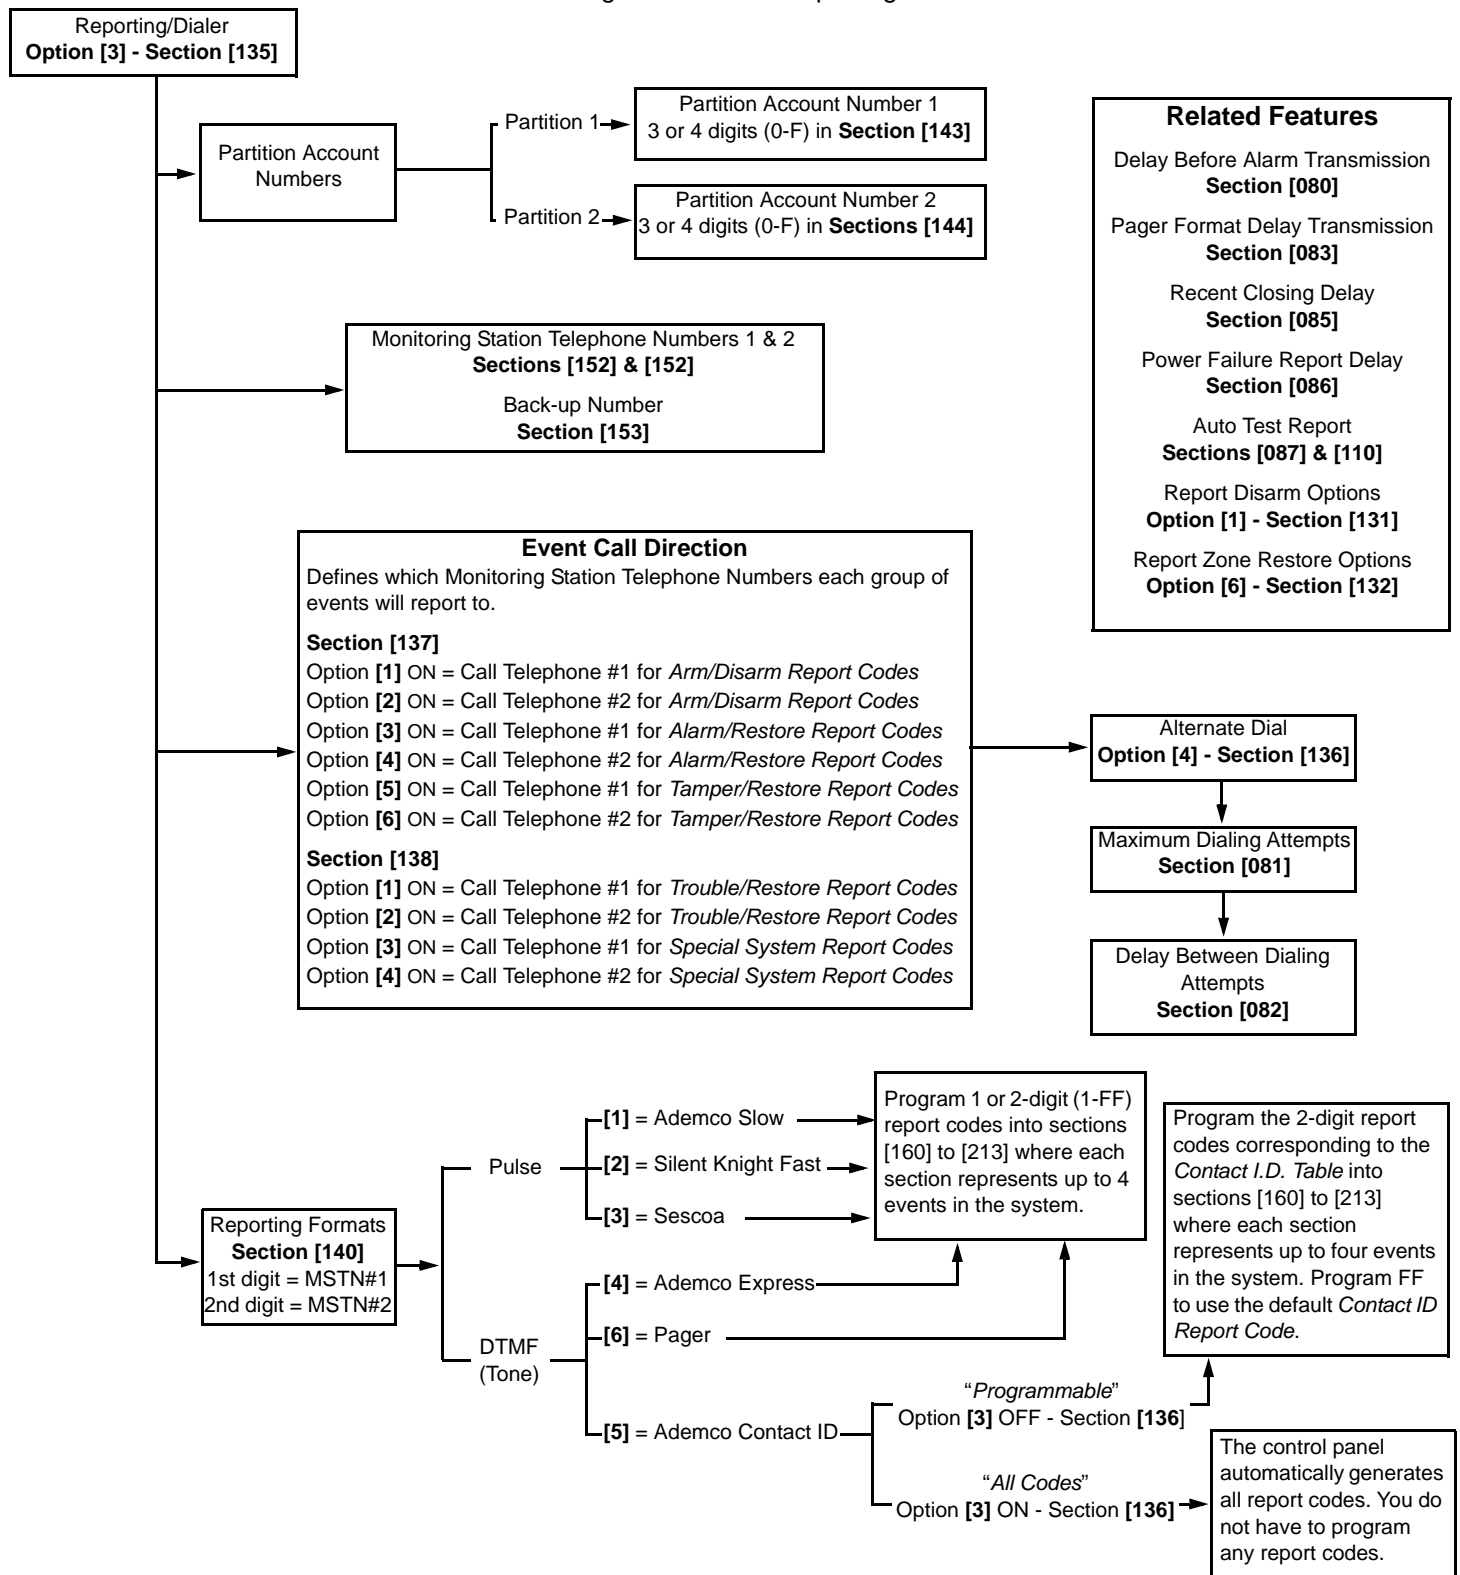 Reporting/Dialer
Option [3] - Section [135]
Partition Account
Numbers
Partition 1
Partition Account Number 1
3 or 4 digits (0-F) in Section [143]
Partition 2
Partition Account Number 2
3 or 4 digits (0-F) in Sections [144]
Related Features
Delay Before Alarm Transmission
Section [080]
Pager Format Delay Transmission
Section [083]
Recent Closing Delay
Section [085]
Power Failure Report Delay
Section [086]
Auto Test Report
Sections [087] & [110]
Report Disarm Options
Option [1] - Section [131]
Report Zone Restore Options
Option [6] - Section [132]
Monitoring Station Telephone Numbers 1 & 2
Sections [152] & [152]
Back-up Number
Section [153]
Event Call Direction
Defines which Monitoring Station Telephone Numbers each group of
events will report to.
Section [137]
Option [1] ON = Call Telephone #1 for Arm/Disarm Report Codes
Option [2] ON = Call Telephone #2 for Arm/Disarm Report Codes
Option [3] ON = Call Telephone #1 for Alarm/Restore Report Codes
Option [4] ON = Call Telephone #2 for Alarm/Restore Report Codes
Option [5] ON = Call Telephone #1 for Tamper/Restore Report Codes
Option [6] ON = Call Telephone #2 for Tamper/Restore Report Codes
Section [138]
Option [1] ON = Call Telephone #1 for Trouble/Restore Report Codes
Option [2] ON = Call Telephone #2 for Trouble/Restore Report Codes
Option [3] ON = Call Telephone #1 for Special System Report Codes
Option [4] ON = Call Telephone #2 for Special System Report Codes
Alternate Dial
Option [4] - Section [136]
Maximum Dialing Attempts
Section [081]
Delay Between Dialing
Attempts
Section [082]
Reporting Formats
Section [140]
1st digit = MSTN#1
2nd digit = MSTN#2
Pulse
[1] = Ademco Slow
[2] = Silent Knight Fast
[3] = Sescoa
DTMF
(Tone)
[4] = Ademco Express
[6] = Pager
[5] = Ademco Contact ID
Program 1 or 2-digit (1-FF)
report codes into sections
[160] to [213] where each
section represents up to 4
events in the system.
Program the 2-digit report
codes corresponding to the
Contact I.D. Table into
sections [160] to [213]
where each section
represents up to four events
in the system. Program FF
to use the default Contact ID
Report Code.
“Programmable”
Option [3] OFF - Section [136]
“All Codes”
Option [3] ON - Section [136]
The control panel
automatically generates
all report codes. You do
not have to program
any report codes.